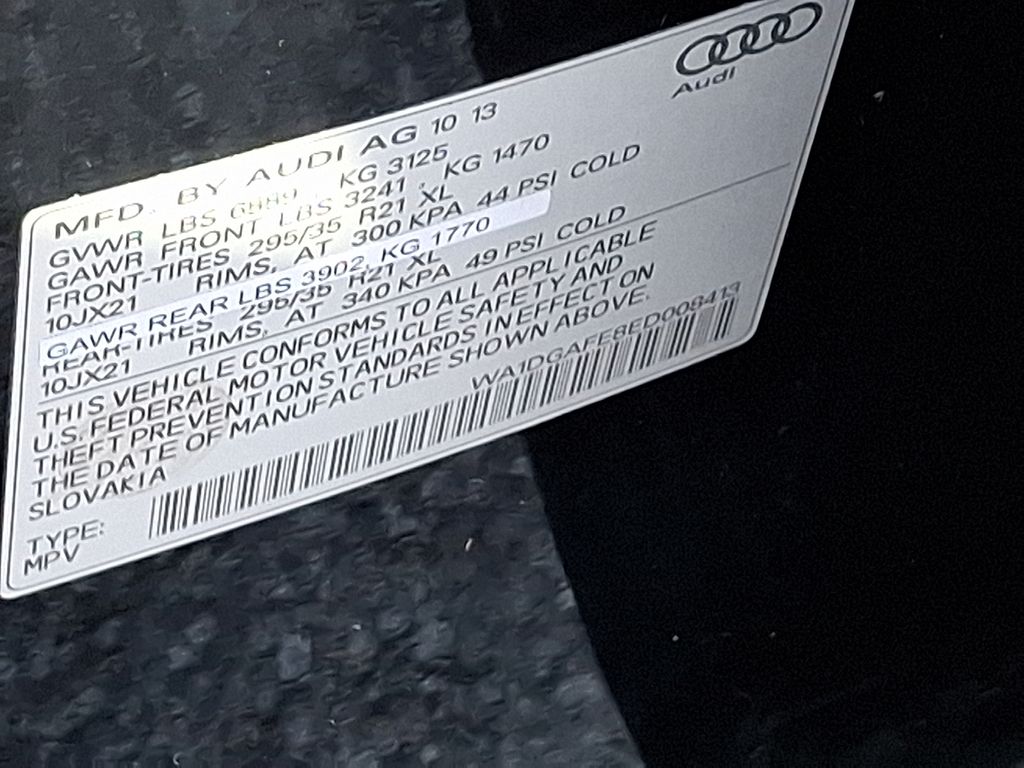 Audi
MFD. BY AUDI AG 10 13
GVWR LBS 6889 , KG 3125
GAWR FRONT LBS 3241 , KG 1470
FRONT-TIRES 295/35 R21 XL
10JX21 RIMS, AT 300 KPA 44 PSI COLD
GAWR REAR LBS 3902, KG 1770
REAR-TIRES 295/35 R21 XL
10JX21 RIMS, AT 340 KPA 49 PSI COLD
THIS VEHICLE CONFORMS TO ALL APPLICABLE
U.S. FEDERAL MOTOR VEHICLE SAFETY AND
THEFT PREVENTION STANDARDS IN EFFECT ON
THE DATE OF MANUFACTURE SHOWN ABOVE.
SLOVAKIA
WA1DGAFE8ED008413
TYPE:
MPV